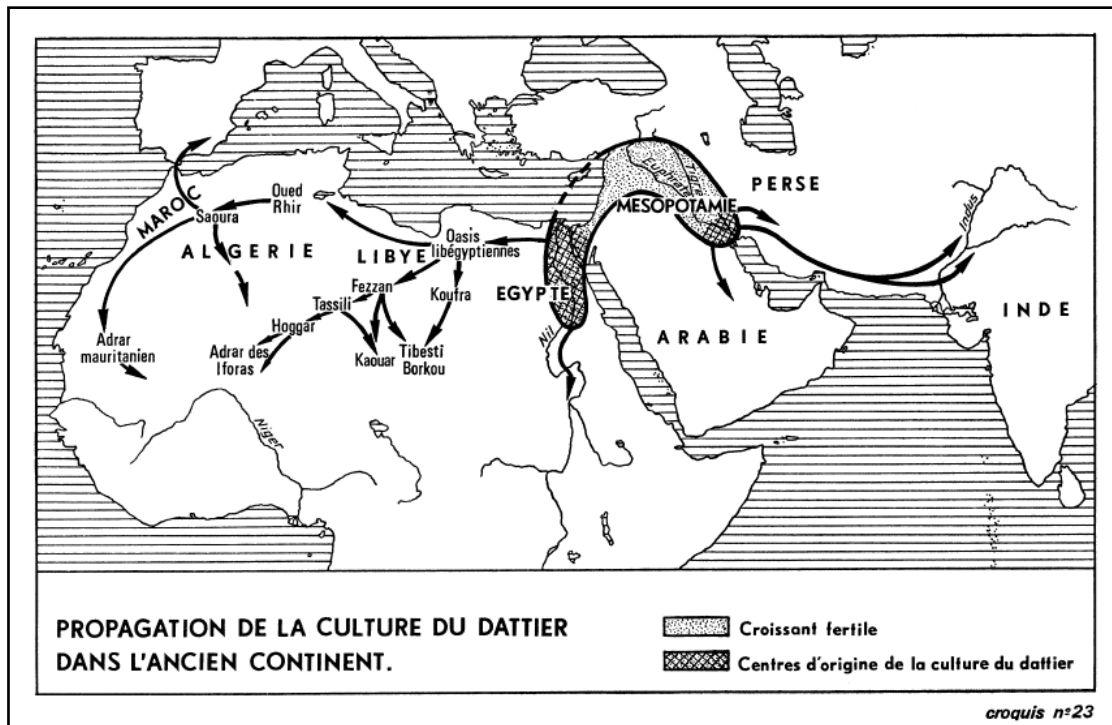 MAROC
Oued
Rhir
Saoura
ALGERIE
LIBYE
Oasis
libégyptiennes
Fezzan
Koufra
Tassili
Hoggar
Adrar
mauritanien
Adrar des
Iforas
Kaouar
Tibesti
Borkou
Niger
EGYPTE
Nil
Euphrate
Tigre
MESOPOTAMIE
PERSE
ARABIE
Indus
INDE
PROPAGATION DE LA CULTURE DU DATTIER
DANS L'ANCIEN CONTINENT.
Croissant fertile
Centres d'origine de la culture du dattier
croquis nº23